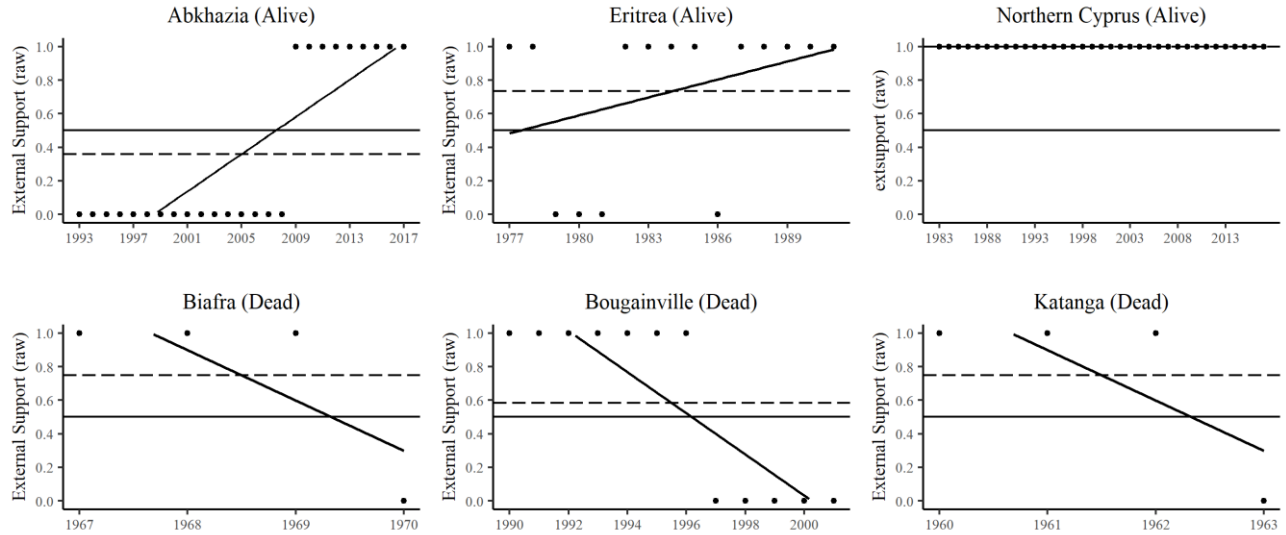 Abkhazia (Alive)
External Support (raw)
1.0
0.8
0.6
0.4
0.2
0.0
1993 1997 2001 2005 2009 2013 2017
Eritrea (Alive)
External Support (raw)
1.0
0.8
0.6
0.4
0.2
0.0
1977 1980 1983 1986 1989
Northern Cyprus (Alive)
extsupport (raw)
1.0
0.8
0.6
0.4
0.2
0.0
1983 1988 1993 1998 2003 2008 2013
Biafra (Dead)
External Support (raw)
1.0
0.8
0.6
0.4
0.2
0.0
1967 1968 1969 1970
Bougainville (Dead)
External Support (raw)
1.0
0.8
0.6
0.4
0.2
0.0
1990 1992 1994 1996 1998 2000
Katanga (Dead)
External Support (raw)
1.0
0.8
0.6
0.4
0.2
0.0
1960 1961 1962 1963